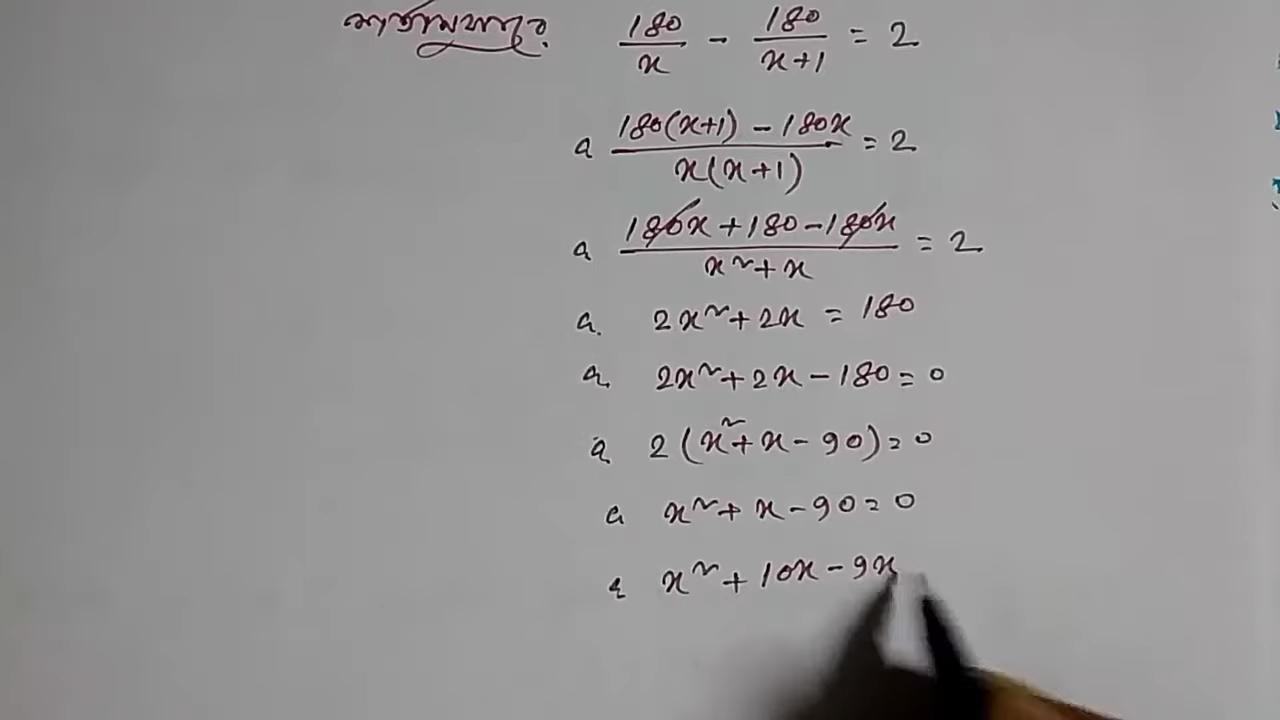 শর্তানুসারে, 180/x - 180/x+1 = 2
বা 180(x+1) - 180x / x(x+1) = 2
বা 180x + 180 - 180x / x² + x = 2
বা, 2x² + 2x = 180
বা, 2x² + 2x - 180 = 0
বা, 2(x² + x - 90) = 0
বা x² + x - 90 = 0
বা x² + 10x - 9x